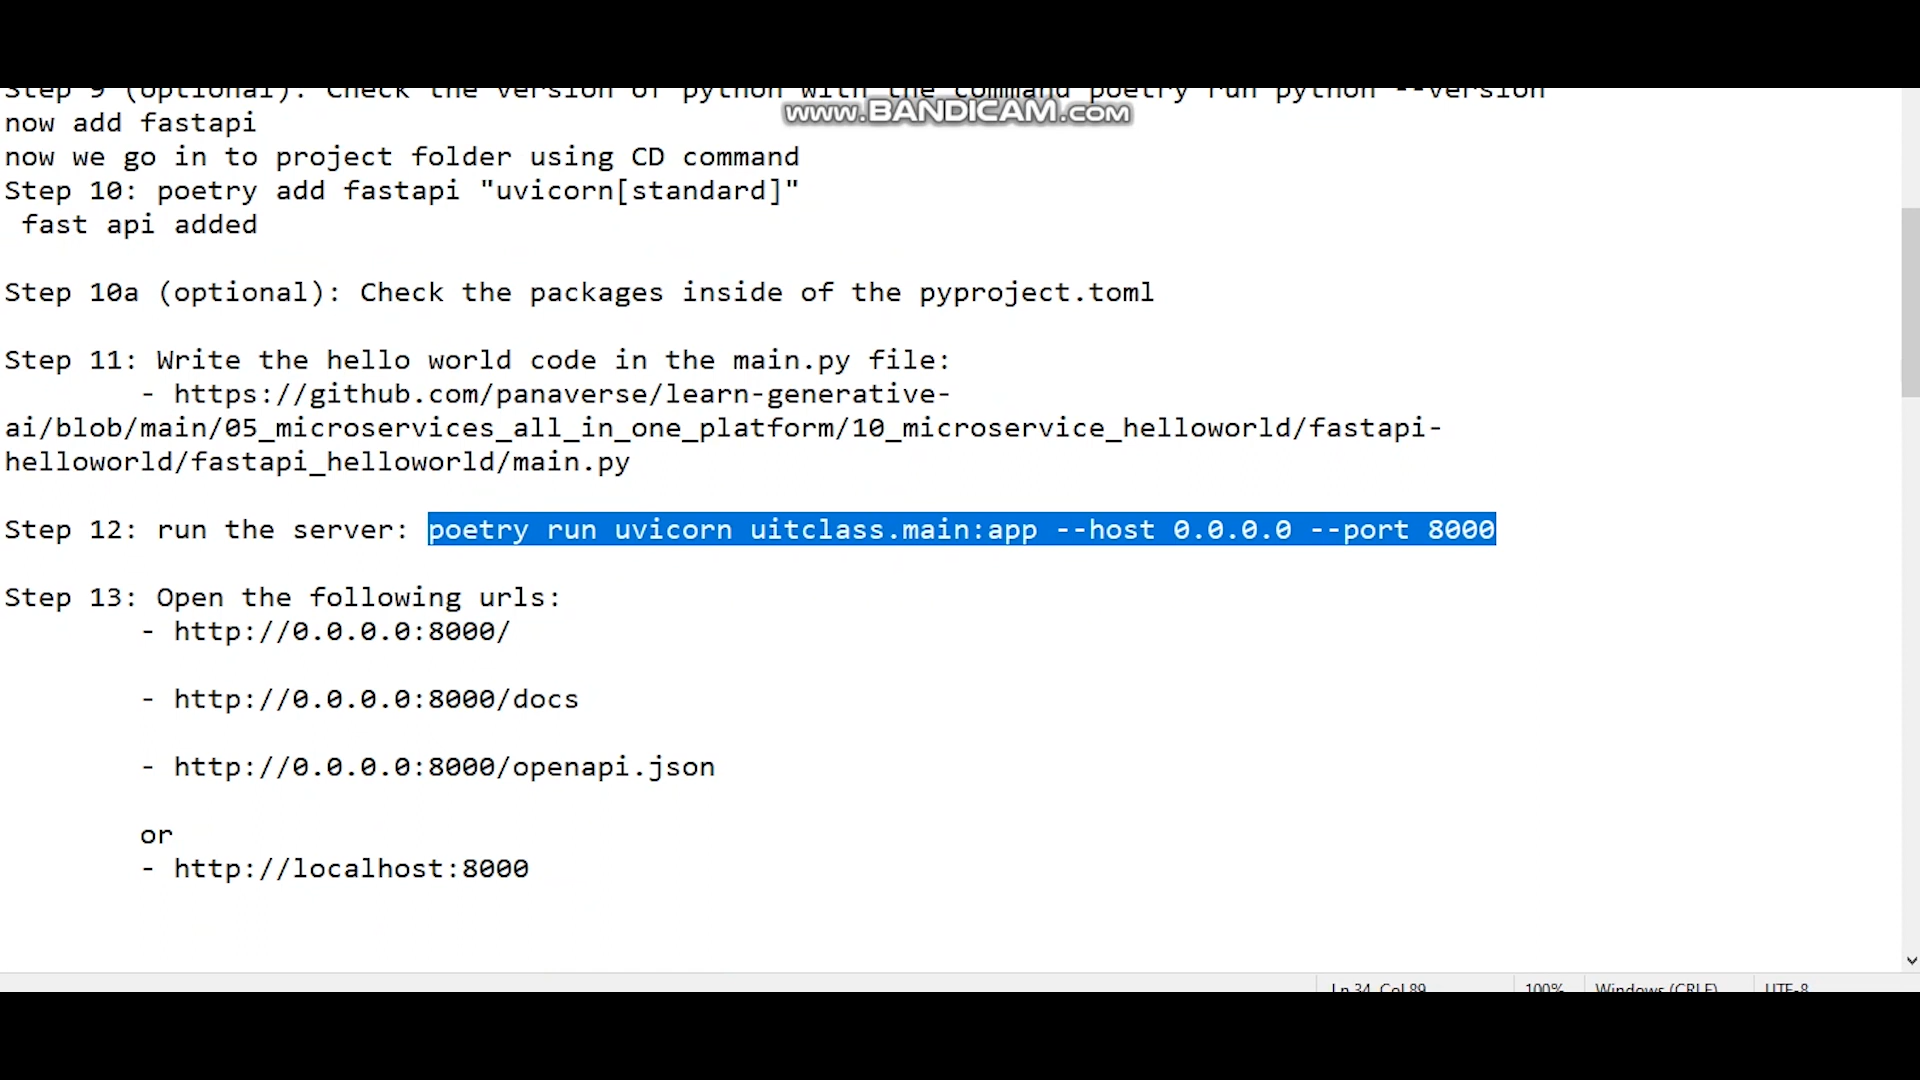 Step 9 (optional): Check the version of python with the command poetry run python --version
www.BANDICAM.com
now add fastapi
now we go in to project folder using CD command
Step 10: poetry add fastapi "uvicorn[standard]"
fast api added
Step 10a (optional): Check the packages inside of the pyproject.toml
Step 11: Write the hello world code in the main.py file:
- https://github.com/panaverse/learn-generative-
ai/blob/main/05_microservices_all_in_one_platform/10_microservice_helloworld/fastapi-
helloworld/fastapi_helloworld/main.py
Step 12: run the server: poetry run uvicorn uitclass.main:app --host 0.0.0.0 --port 8000
Step 13: Open the following urls:
- http://0.0.0.0:8000/
- http://0.0.0.0:8000/docs
- http://0.0.0.0:8000/openapi.json
or
- http://localhost:8000
Ln 34, Col 89
100%
Windows (CRLF)
UTF-8